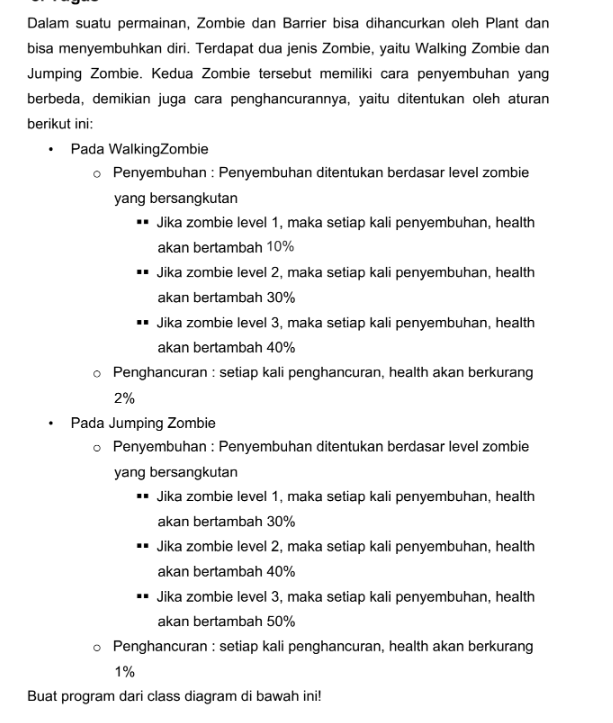 Dalam suatu permainan, Zombie dan Barrier bisa dihancurkan oleh Plant dan
bisa menyembuhkan diri. Terdapat dua jenis Zombie, yaitu Walking Zombie dan
Jumping Zombie. Kedua Zombie tersebut memiliki cara penyembuhan yang
berbeda, demikian juga cara penghancurannya, yaitu ditentukan oleh aturan
berikut ini:
• Pada WalkingZombie
o Penyembuhan : Penyembuhan ditentukan berdasar level zombie
yang bersangkutan
▪▪ Jika zombie level 1, maka setiap kali penyembuhan, health
akan bertambah 10%
▪▪ Jika zombie level 2, maka setiap kali penyembuhan, health
akan bertambah 30%
▪▪ Jika zombie level 3, maka setiap kali penyembuhan, health
akan bertambah 40%
o Penghancuran : setiap kali penghancuran, health akan berkurang
2%
• Pada Jumping Zombie
o Penyembuhan : Penyembuhan ditentukan berdasar level zombie
yang bersangkutan
▪▪ Jika zombie level 1, maka setiap kali penyembuhan, health
akan bertambah 30%
▪▪ Jika zombie level 2, maka setiap kali penyembuhan, health
akan bertambah 40%
▪▪ Jika zombie level 3, maka setiap kali penyembuhan, health
akan bertambah 50%
o Penghancuran : setiap kali penghancuran, health akan berkurang
1%
Buat program dari class diagram di bawah ini!